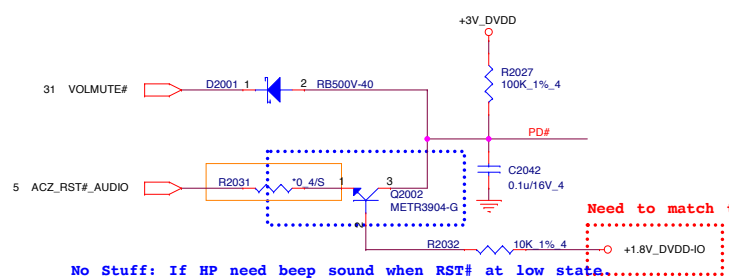 +3V_DVDD
R2027
100K_1%_4
31 VOLMUTE#
D2001 1 2 RB500V-40
PD#
C2042
0.1u/16V_4
5 ACZ_RST#_AUDIO
R2031 *0_4/S 1 3
Q2002
METR3904-G
2
Need to match
R2032 10K_1%_4
+1.8V_DVDD-IO
No Stuff: If HP need beep sound when RST# at low state.